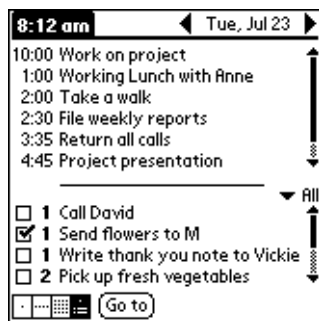 8:12 am Tue, Jul 23
10:00 Work on project
1:00 Working Lunch with Anne
2:00 Take a walk
2:30 File weekly reports
3:35 Return all calls
4:45 Project presentation
All
1 Call David
1 Send flowers to M
1 Write thank you note to Vickie
2 Pick up fresh vegetables
Go to